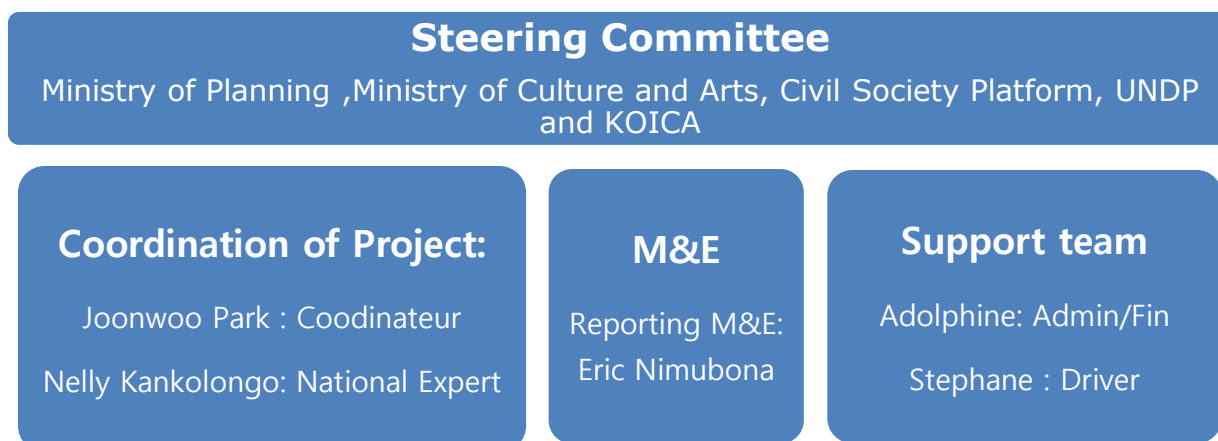 Steering Committee
Ministry of Planning ,Ministry of Culture and Arts, Civil Society Platform, UNDP
and KOICA
Coordination of Project:
Joonwoo Park : Coodinateur
Nelly Kankolongo: National Expert
M&E
Reporting M&E:
Eric Nimubona
Support team
Adolphine: Admin/Fin
Stephane : Driver